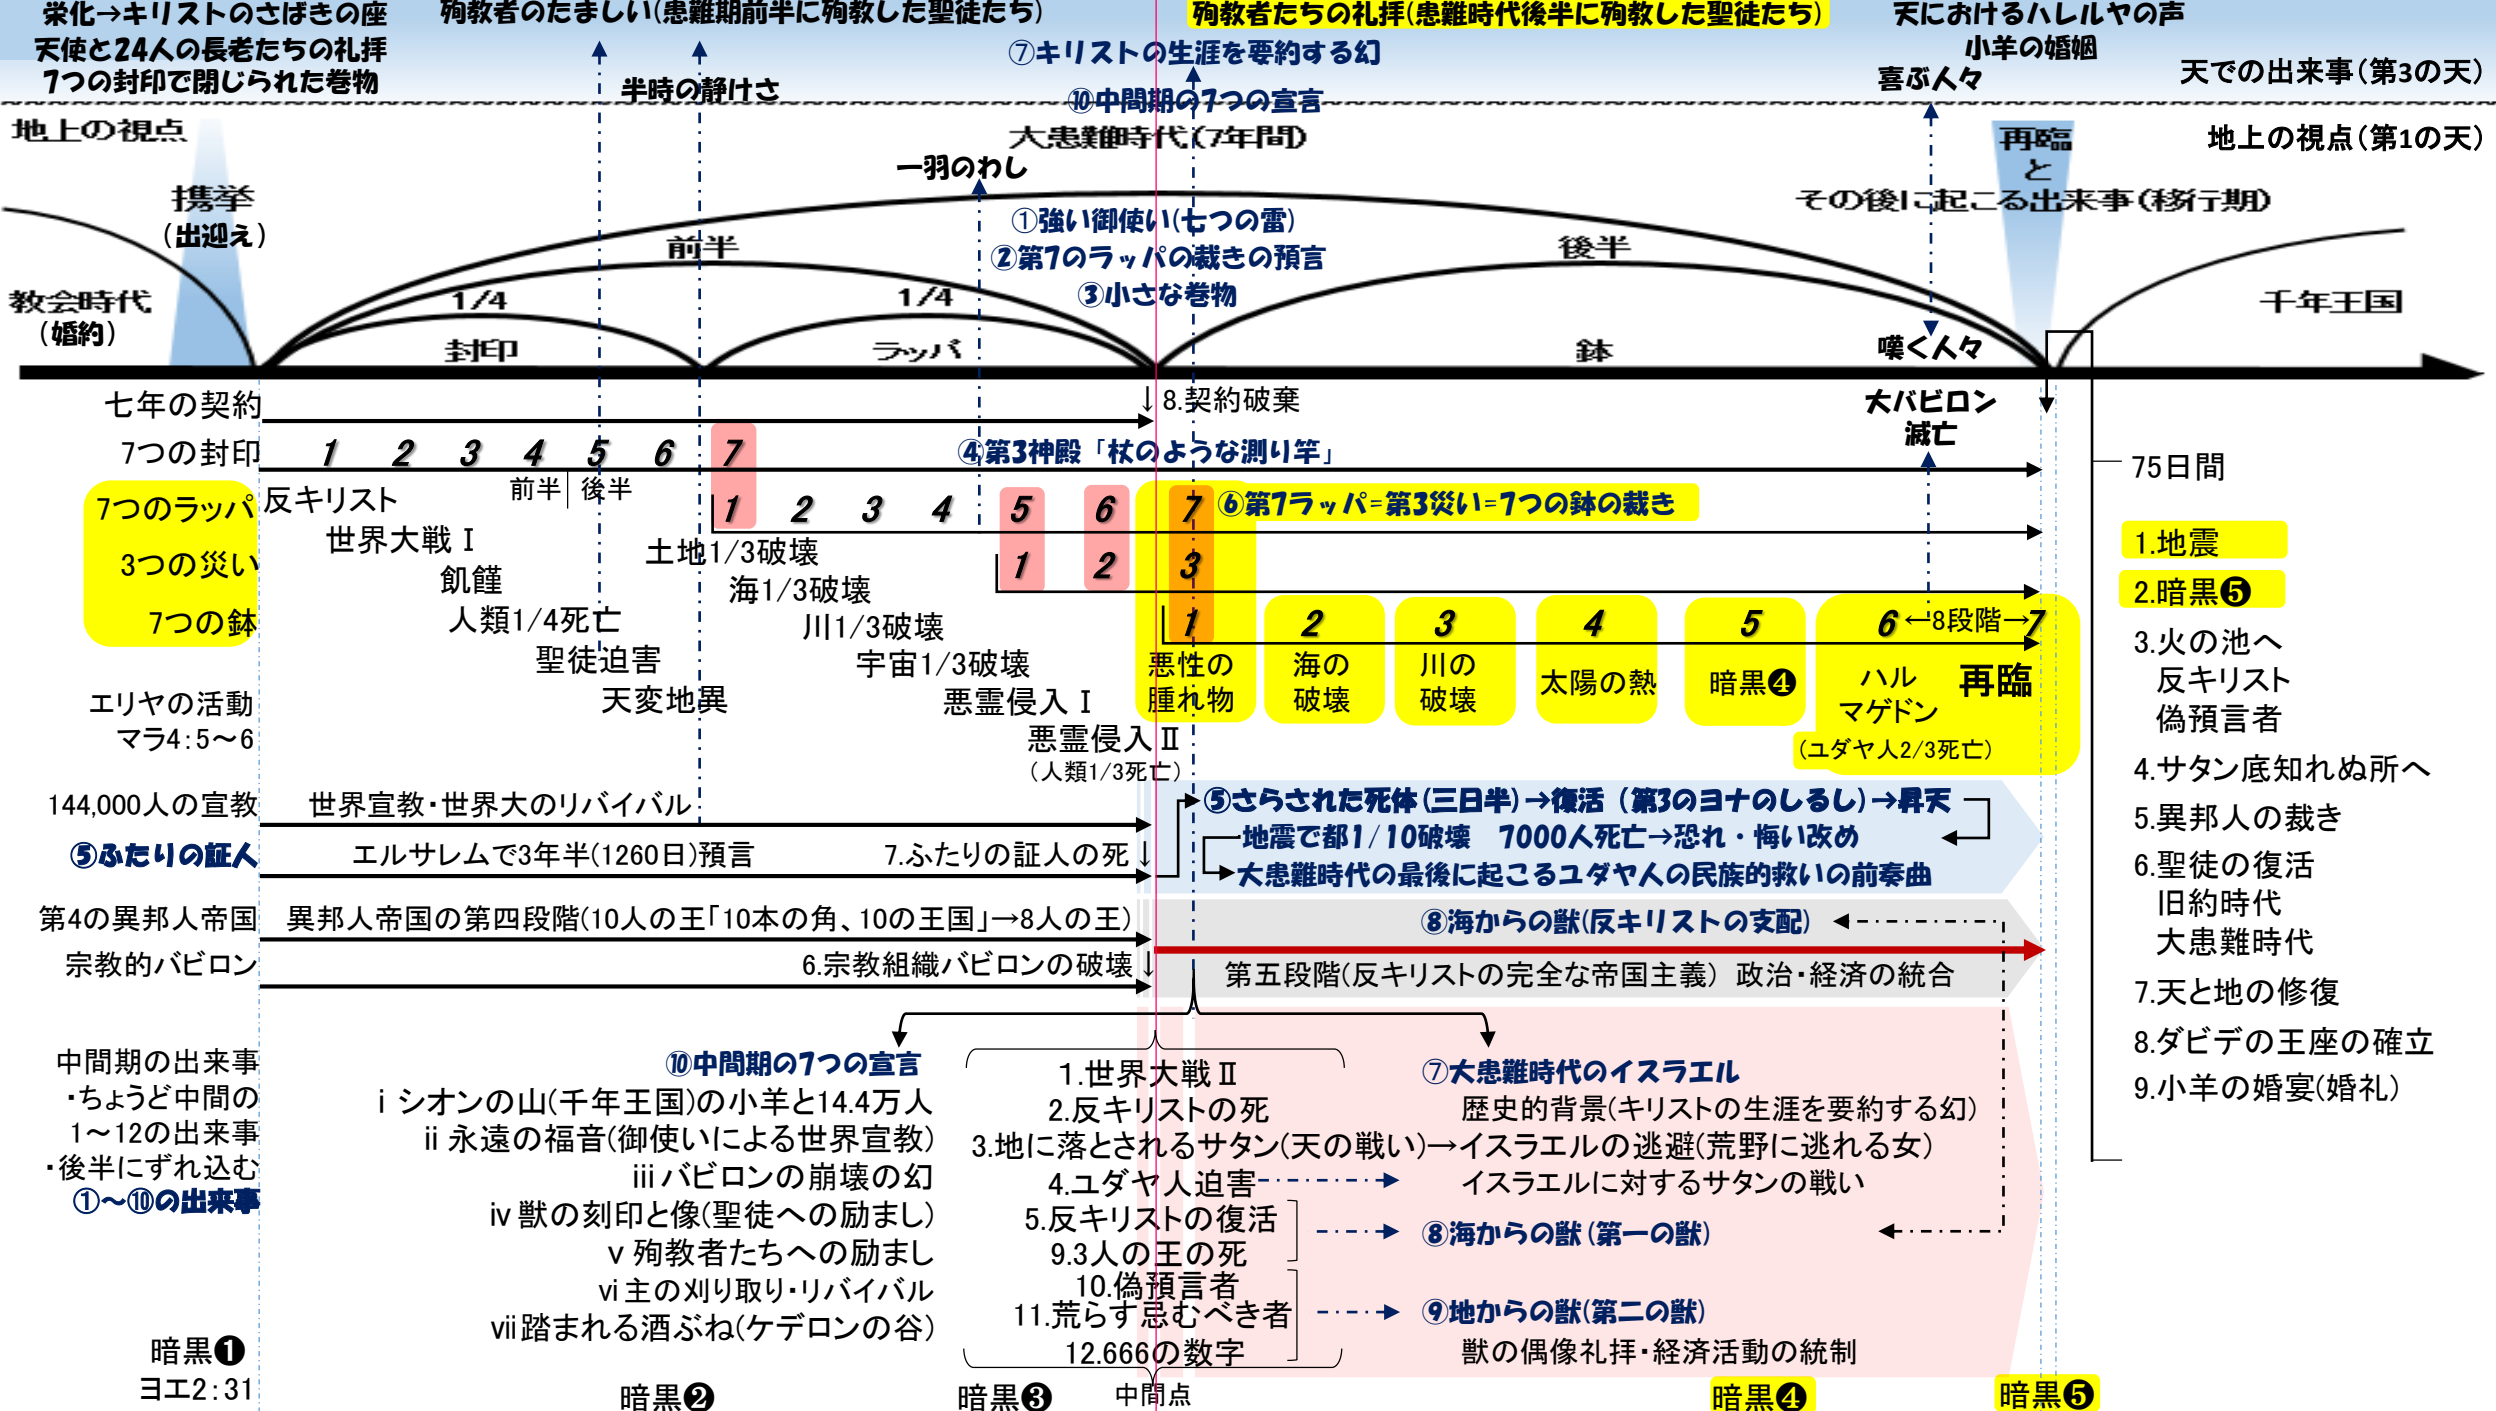 栄化→キリストのさばきの座
天使と24人の長老たちの礼拝
7つの封印で閉じられた巻物
殉教者のたましい(患難期前半に殉教した聖徒たち)
半時の静けさ
殉教者たちの礼拝(患難時代後半に殉教した聖徒たち)
⑦キリストの生涯を要約する幻
⑩中間期の7つの宣言
天におけるハレルヤの声
小羊の婚姻
喜ぶ人々
天での出来事(第3の天)
地上の視点
大患難時代(7年間)
再臨
と
その後に起こる出来事(移行期)
地上の視点(第1の天)
携挙
(出迎え)
一羽のわし
①強い御使い(七つの雷)
②第7のラッパの裁きの預言
③小さな巻物
前半
後半
教会時代
(婚約)
1/4
1/4
千年王国
封印
ラッパ
鉢
嘆く人々
七年の契約
↓8.契約破棄
大バビロン
滅亡
7つの封印
1 2 3 4 5 6 7
④第3神殿「杖のような測り竿」
前半 後半
75日間
7つのラッパ
1 2 3 4 5 6 7
⑥第7ラッパ=第3災い=7つの鉢の裁き
3つの災い
1 2 3
7つの鉢
1 2 3 4 5 6 ←8段階→7
反キリスト
世界大戦Ⅰ
飢饉
人類1/4死亡
聖徒迫害
天変地異
土地1/3破壊
海1/3破壊
川1/3破壊
宇宙1/3破壊
悪霊侵入Ⅰ
悪霊侵入Ⅱ
(人類1/3死亡)
悪性の
腫れ物
海の
破壊
川の
破壊
太陽の熱
暗黒❹
ハル
マゲドン
再臨
(ユダヤ人2/3死亡)
エリヤの活動
マラ4:5～6
144,000人の宣教
世界宣教・世界大のリバイバル
⑤さらされた死体(三日半)→復活(第3のヨナのしるし)→昇天
地震で都1/10破壊 7000人死亡→恐れ・悔い改め
大患難時代の最後に起こるユダヤ人の民族的救いの前奏曲
⑤ふたりの証人
エルサレムで3年半(1260日)預言
7.ふたりの証人の死↓
第4の異邦人帝国
異邦人帝国の第四段階(10人の王「10本の角、10の王国」→8人の王)
⑧海からの獣(反キリストの支配)
宗教的バビロン
6.宗教組織バビロンの破壊↓
第五段階(反キリストの完全な帝国主義) 政治・経済の統合
1.地震
2.暗黒❺
3.火の池へ
反キリスト
偽預言者
4.サタン底知れぬ所へ
5.異邦人の裁き
6.聖徒の復活
旧約時代
大患難時代
7.天と地の修復
8.ダビデの王座の確立
9.小羊の婚宴(婚礼)
中間期の出来事
・ちょうど中間の
1～12の出来事
・後半にずれ込む
①～⑩の出来事
⑩中間期の7つの宣言
ⅰ シオンの山(千年王国)の小羊と14.4万人
ⅱ 永遠の福音(御使いによる世界宣教)
ⅲ バビロンの崩壊の幻
ⅳ 獣の刻印と像(聖徒への励まし)
ⅴ 殉教者たちへの励まし
ⅵ 主の刈り取り・リバイバル
ⅶ 踏まれる酒ぶね(ケデロンの谷)
1.世界大戦Ⅱ
2.反キリストの死
3.地に落とされるサタン(天の戦い)→イスラエルの逃避(荒野に逃れる女)
4.ユダヤ人迫害
5.反キリストの復活
9.3人の王の死
10.偽預言者
11.荒らす忌むべき者
12.666の数字
中間点
⑦大患難時代のイスラエル
歴史的背景(キリストの生涯を要約する幻)
イスラエルに対するサタンの戦い
⑧海からの獣(第一の獣)
⑨地からの獣(第二の獣)
獣の偶像礼拝・経済活動の統制
暗黒❶
ヨエ2:31
暗黒❷
暗黒❸
暗黒❹
暗黒❺